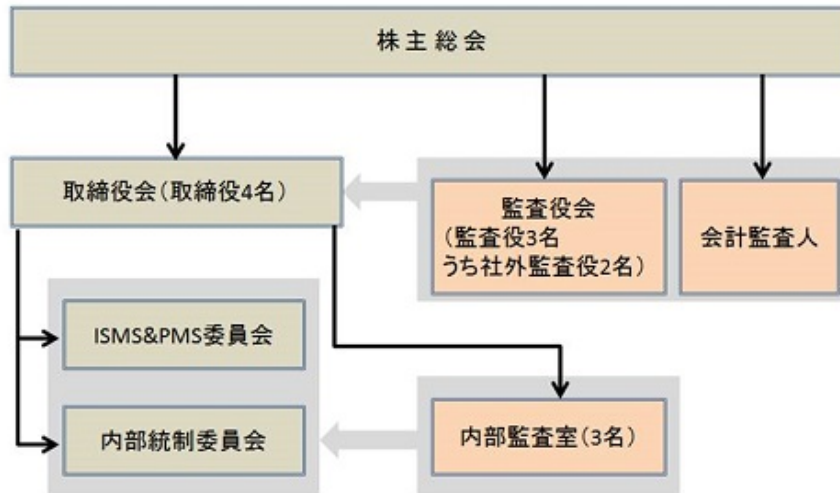 株主総会
取締役会(取締役4名)
監査役会
(監査役3名
うち社外監査役2名)
会計監査人
ISMS&PMS委員会
内部統制委員会
内部監査室(3名)